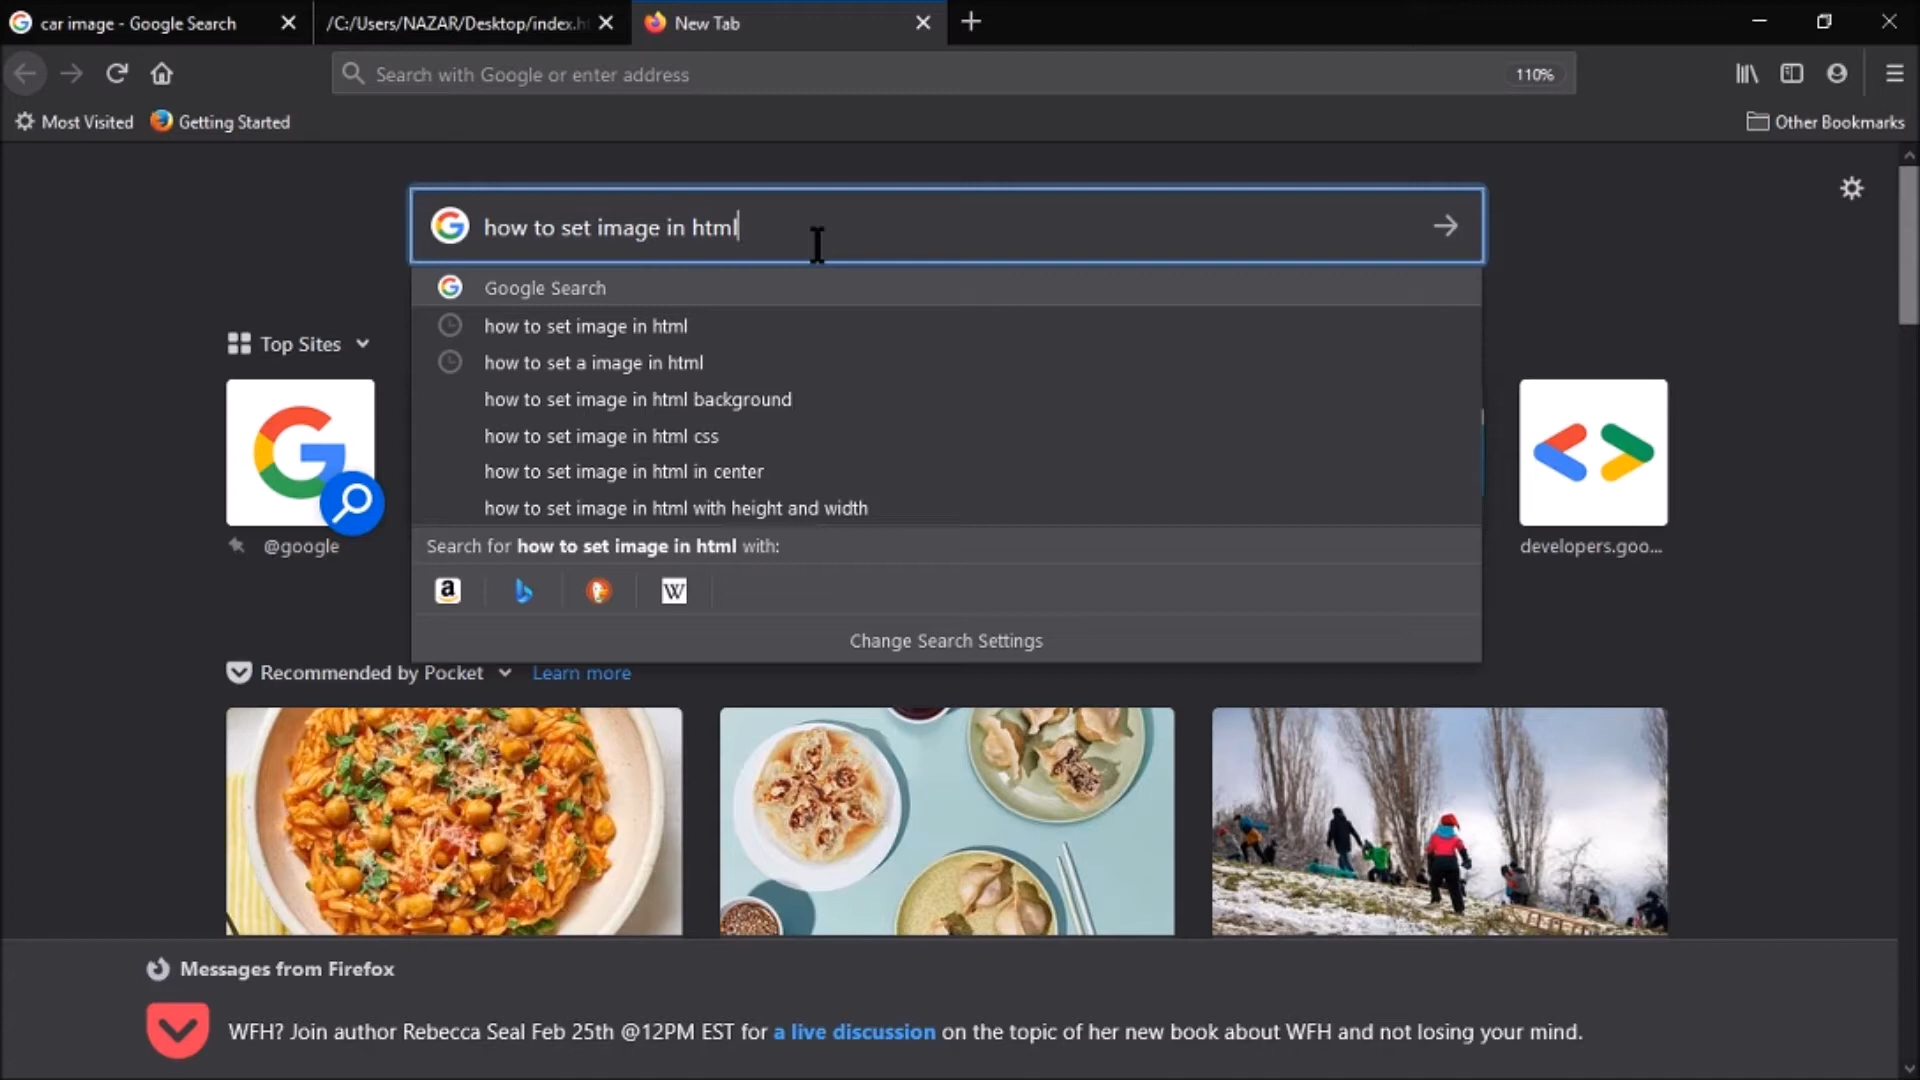 car image - Google Search
/C:/Users/NAZAR/Desktop/index.h
New Tab
Search with Google or enter address
110%
Most Visited
Getting Started
Other Bookmarks
how to set image in html
Google Search
how to set image in html
how to set a image in html
how to set image in html background
how to set image in html css
how to set image in html in center
how to set image in html with height and width
Search for how to set image in html with:
a
W
Change Search Settings
Top Sites
@google
developers.goo...
Recommended by Pocket
Learn more
Messages from Firefox
WFH? Join author Rebecca Seal Feb 25th @12PM EST for a live discussion on the topic of her new book about WFH and not losing your mind.